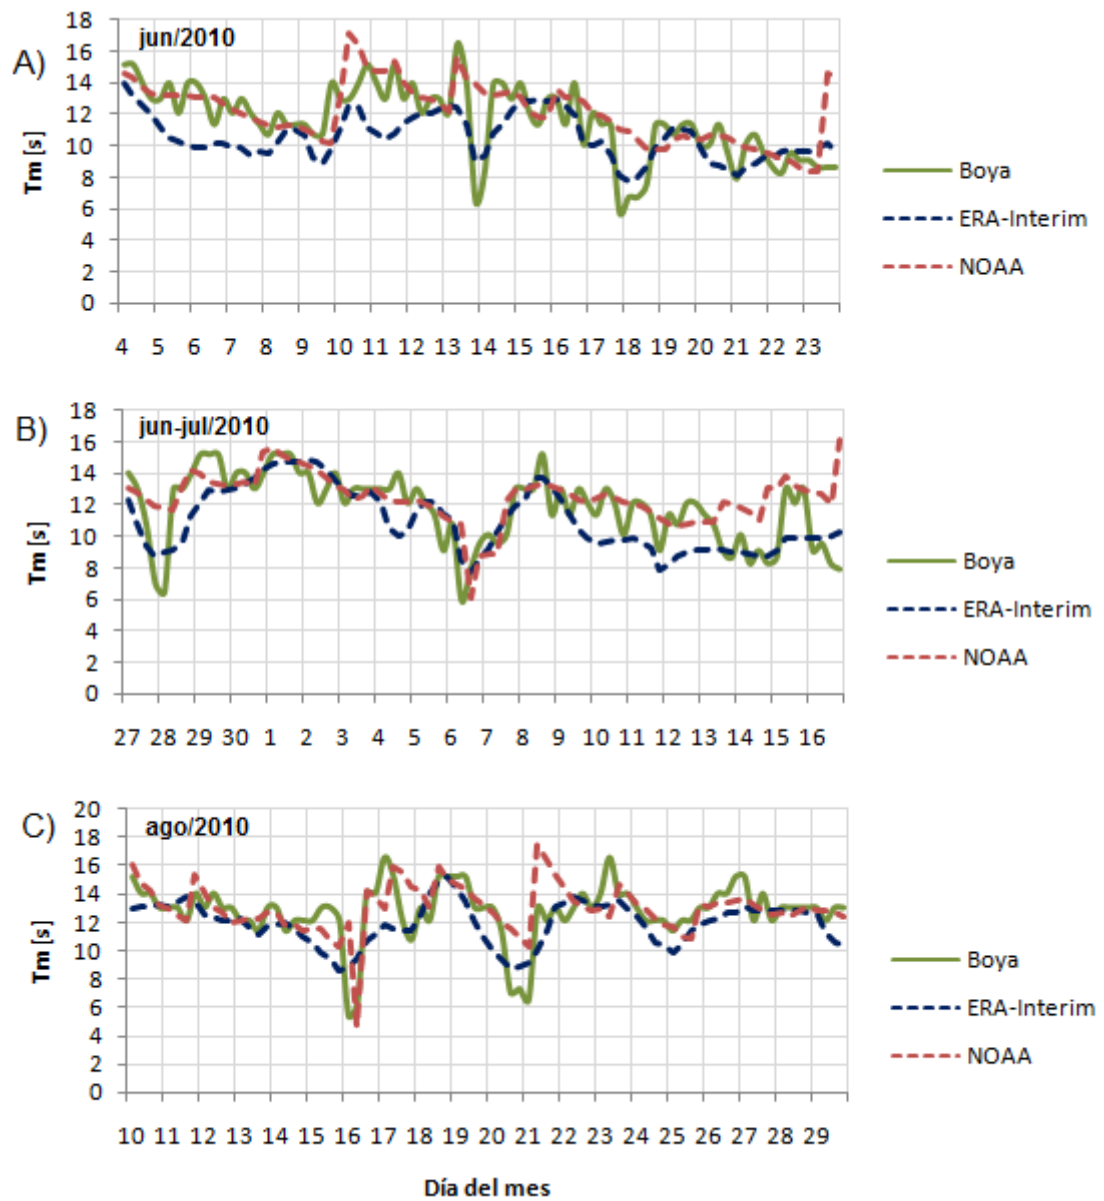 A)
jun/2010
Tm [s]
18
16
14
12
10
8
6
4
2
0
4 5 6 7 8 9 10 11 12 13 14 15 16 17 18 19 20 21 22 23
Boya
ERA-Interim
NOAA
B)
jun-jul/2010
Tm [s]
18
16
14
12
10
8
6
4
2
0
27 28 29 30 1 2 3 4 5 6 7 8 9 10 11 12 13 14 15 16
Boya
ERA-Interim
NOAA
C)
ago/2010
Tm [s]
20
18
16
14
12
10
8
6
4
2
0
10 11 12 13 14 15 16 17 18 19 20 21 22 23 24 25 26 27 28 29
Boya
ERA-Interim
NOAA
Día del mes